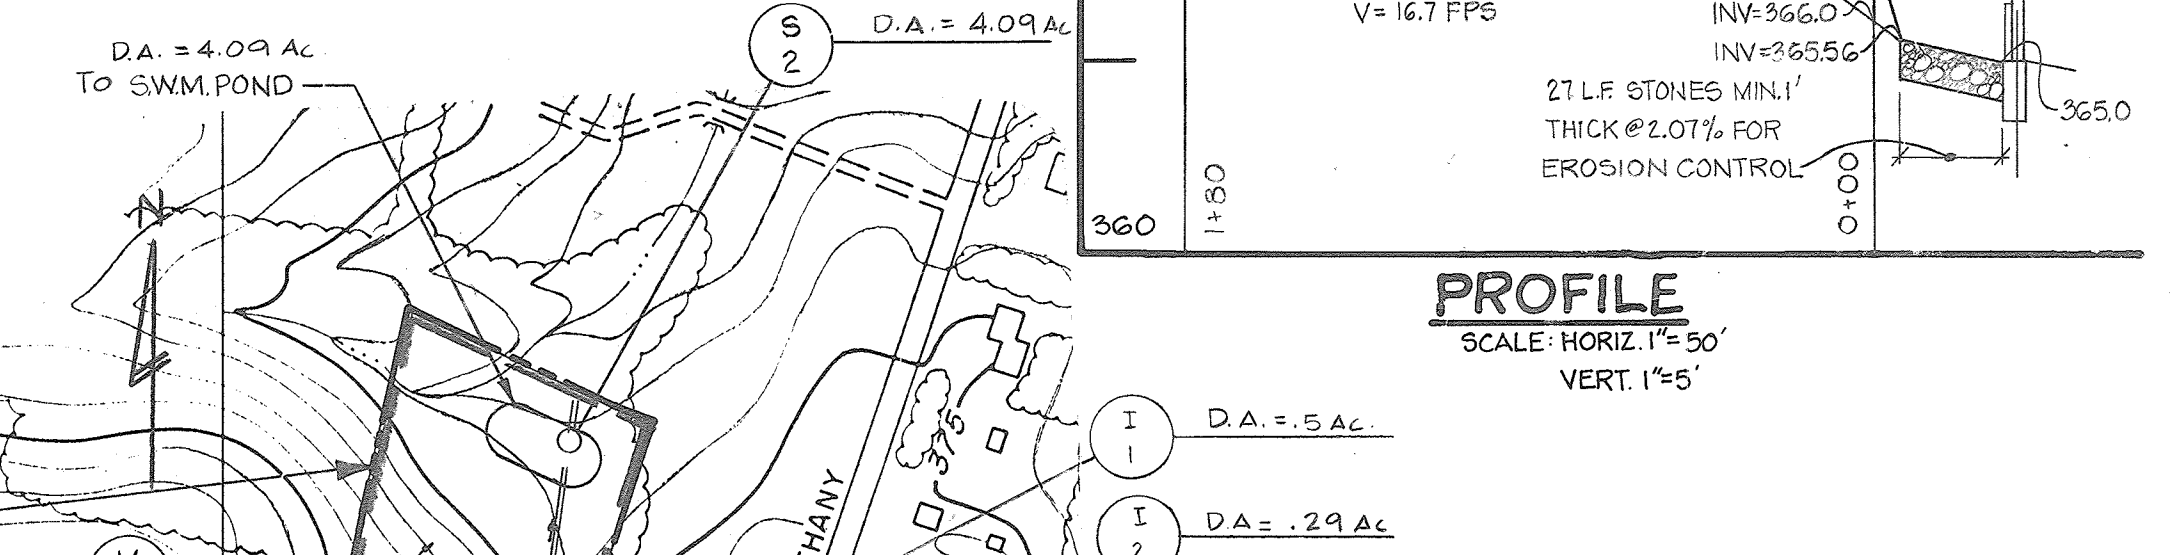 D.A. = 4.09 AC
TO S.W.M. POND
S
2
D.A. = 4.09 AC
N
375
THANY
V= 16.7 FPS
INV=366.0
INV=365.56
27 L.F. STONES MIN. 1'
THICK @ 2.07% FOR
EROSION CONTROL
365.0
360
1+80
0+00
PROFILE
SCALE: HORIZ. 1"= 50'
VERT. 1"=5'
I
1
D.A. = .5 AC.
I
2
D.A = .29 AC